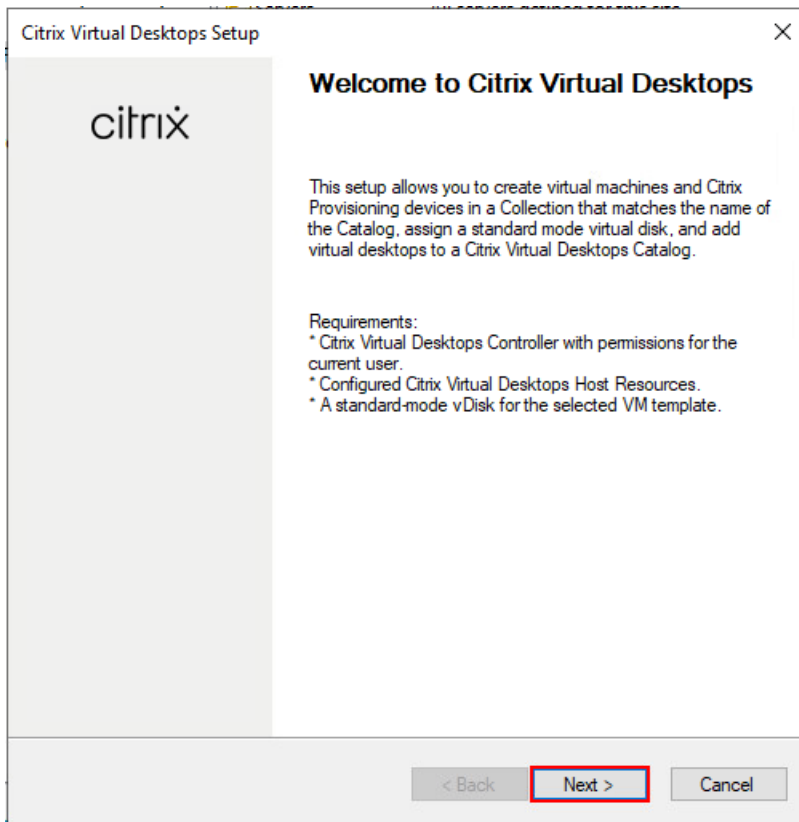 Citrix Virtual Desktops Setup
citrix
Welcome to Citrix Virtual Desktops
This setup allows you to create virtual machines and Citrix
Provisioning devices in a Collection that matches the name of
the Catalog, assign a standard mode virtual disk, and add
virtual desktops to a Citrix Virtual Desktops Catalog.
Requirements:
* Citrix Virtual Desktops Controller with permissions for the
current user.
* Configured Citrix Virtual Desktops Host Resources.
* A standard-mode vDisk for the selected VM template.
< Back
Next >
Cancel